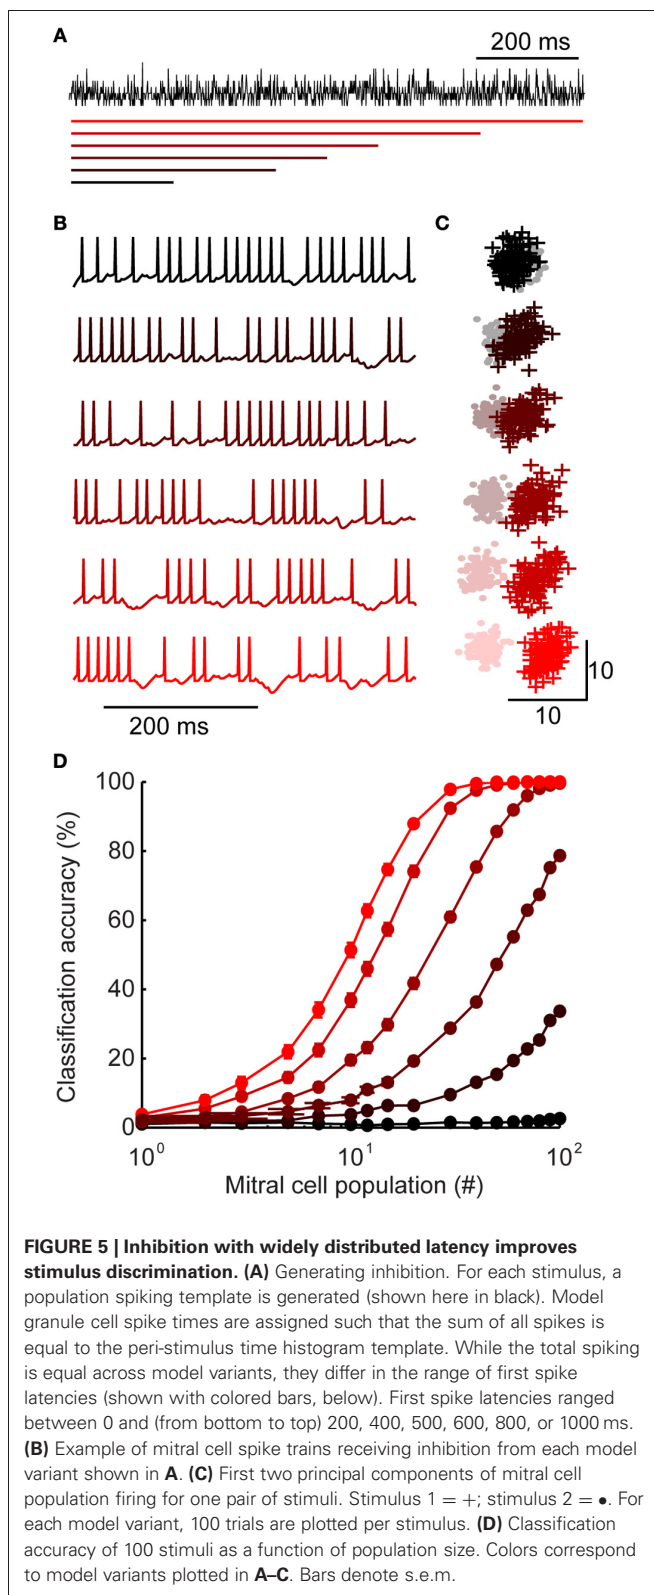 A
200 ms
B
C
200 ms
10
10
D
100
80
60
40
20
0
Classification accuracy (%)
10⁰
10¹
10²
Mitral cell population (#)
FIGURE 5 | Inhibition with widely distributed latency improves
stimulus discrimination. (A) Generating inhibition. For each stimulus, a
population spiking template is generated (shown here in black). Model
granule cell spike times are assigned such that the sum of all spikes is
equal to the peri-stimulus time histogram template. While the total spiking
is equal across model variants, they differ in the range of first spike
latencies (shown with colored bars, below). First spike latencies ranged
between 0 and (from bottom to top) 200, 400, 500, 600, 800, or 1000 ms.
(B) Example of mitral cell spike trains receiving inhibition from each model
variant shown in A. (C) First two principal components of mitral cell
population firing for one pair of stimuli. Stimulus 1 = +; stimulus 2 = •. For
each model variant, 100 trials are plotted per stimulus. (D) Classification
accuracy of 100 stimuli as a function of population size. Colors correspond
to model variants plotted in A–C. Bars denote s.e.m.